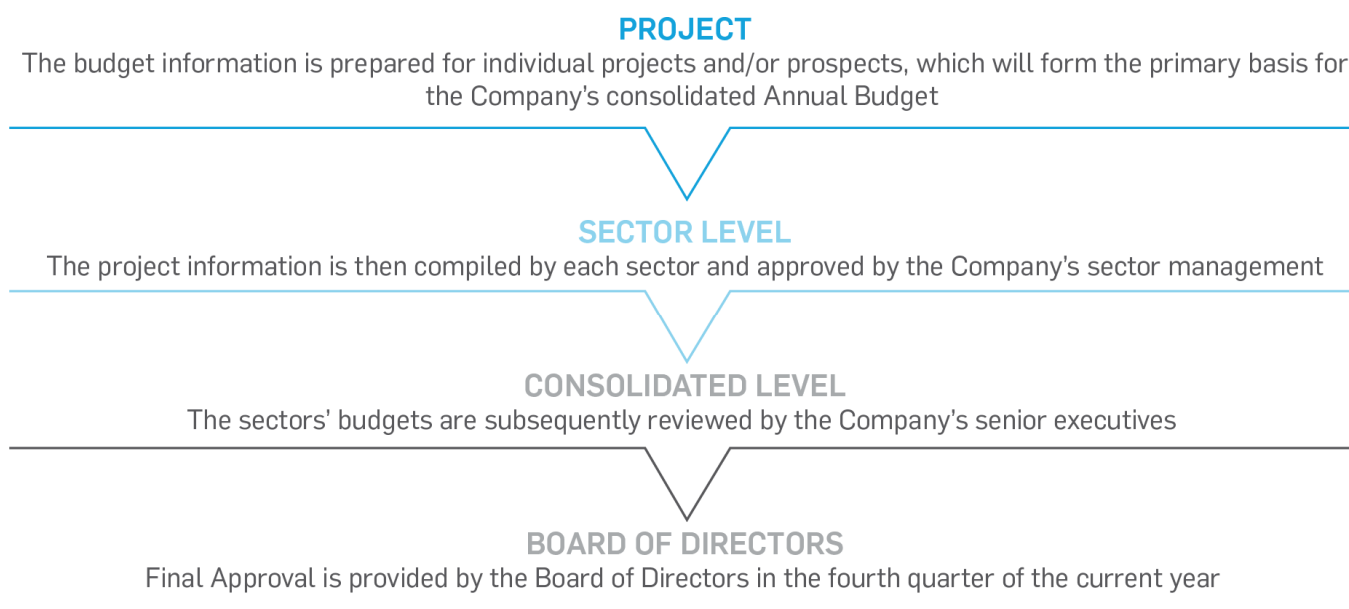 PROJECT
The budget information is prepared for individual projects and/or prospects, which will form the primary basis for
the Company’s consolidated Annual Budget
SECTOR LEVEL
The project information is then compiled by each sector and approved by the Company’s sector management
CONSOLIDATED LEVEL
The sectors’ budgets are subsequently reviewed by the Company’s senior executives
BOARD OF DIRECTORS
Final Approval is provided by the Board of Directors in the fourth quarter of the current year